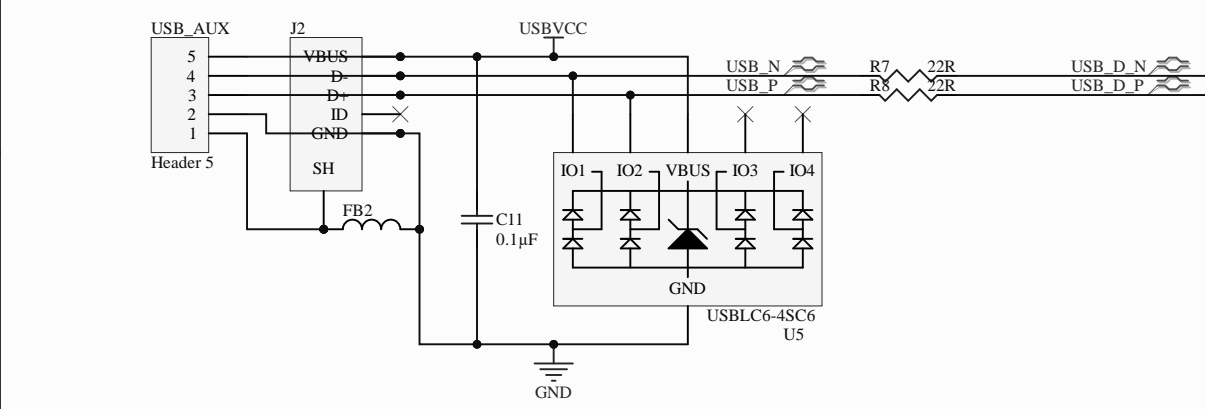 USB_AUX
J2
USBVCC
5
VBUS
4
D-
USB_N
R7
22R
USB_D_N
3
D+
USB_P
R8
22R
USB_D_P
2
ID
1
GND
Header 5
SH
IO1
IO2
VBUS
IO3
IO4
FB2
C11
0.1µF
GND
USBLC6-4SC6
U5
GND